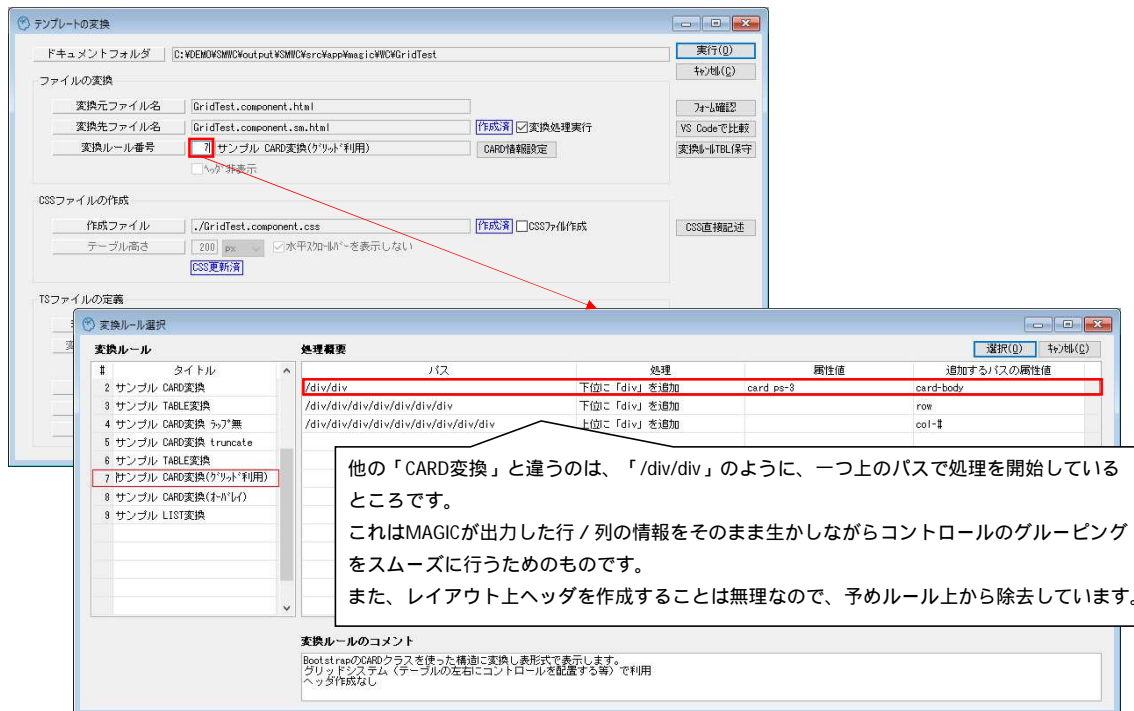 テンプレートの変換
ドキュメントフォルダ C:¥DEMO¥SMWC¥output¥SMWC¥src¥app¥magic¥WC¥GridTest 実行(O)
ｷｬﾝｾﾙ(C)
ファイルの変換
変換元ファイル名 GridTest.component.html ﾌｫｰﾑ確認
変換先ファイル名 GridTest.component.sm.html 作成済 変換処理実行 VS Codeで比較
変換ルール番号 7 サンプル CARD変換(ｸﾞﾘｯﾄﾞ利用) CARD情報設定 変換ﾙｰﾙTBL保守
ﾍｯﾀﾞ非表示
CSSファイルの作成
作成ファイル ./GridTest.component.css 作成済 CSSﾌｧｲﾙ作成 CSS直接記述
テーブル高さ 200 px 水平ｽｸﾛｰﾙﾊﾞｰを表示しない
CSS更新済
TSファイルの定義
変換ルール選択
変換ルール 処理概要 選択(O) ｷｬﾝｾﾙ(C)
# タイトル パス 処理 属性値 追加するパスの属性値
2 サンプル CARD変換 /div/div 下位に「div」を追加 card ps-3 card-body
3 サンプル TABLE変換 /div/div/div/div/div/div/div 下位に「div」を追加 row
4 サンプル CARD変換 ﾗｯﾌﾟ無 /div/div/div/div/div/div/div/div/div 上位に「div」を追加 col-#
5 サンプル CARD変換 truncate
6 サンプル TABLE変換
7 サンプル CARD変換(ｸﾞﾘｯﾄﾞ利用)
8 サンプル CARD変換(ｵｰﾊﾞﾚｲ)
9 サンプル LIST変換
他の「CARD変換」と違うのは、「/div/div」のように、一つ上のパスで処理を開始している
ところです。
これはMAGICが出力した行/列の情報をそのまま生かしながらコントロールのグルーピング
をスムーズに行うためのものです。
また、レイアウト上ヘッダを作成することは無理なので、予めルール上から除去しています。
変換ルールのコメント
BootstrapのCARDクラスを使った構造に変換し表形式で表示します。
グリッドシステム（テーブルの左右にコントロールを配置する等）で利用
ヘッダ作成なし